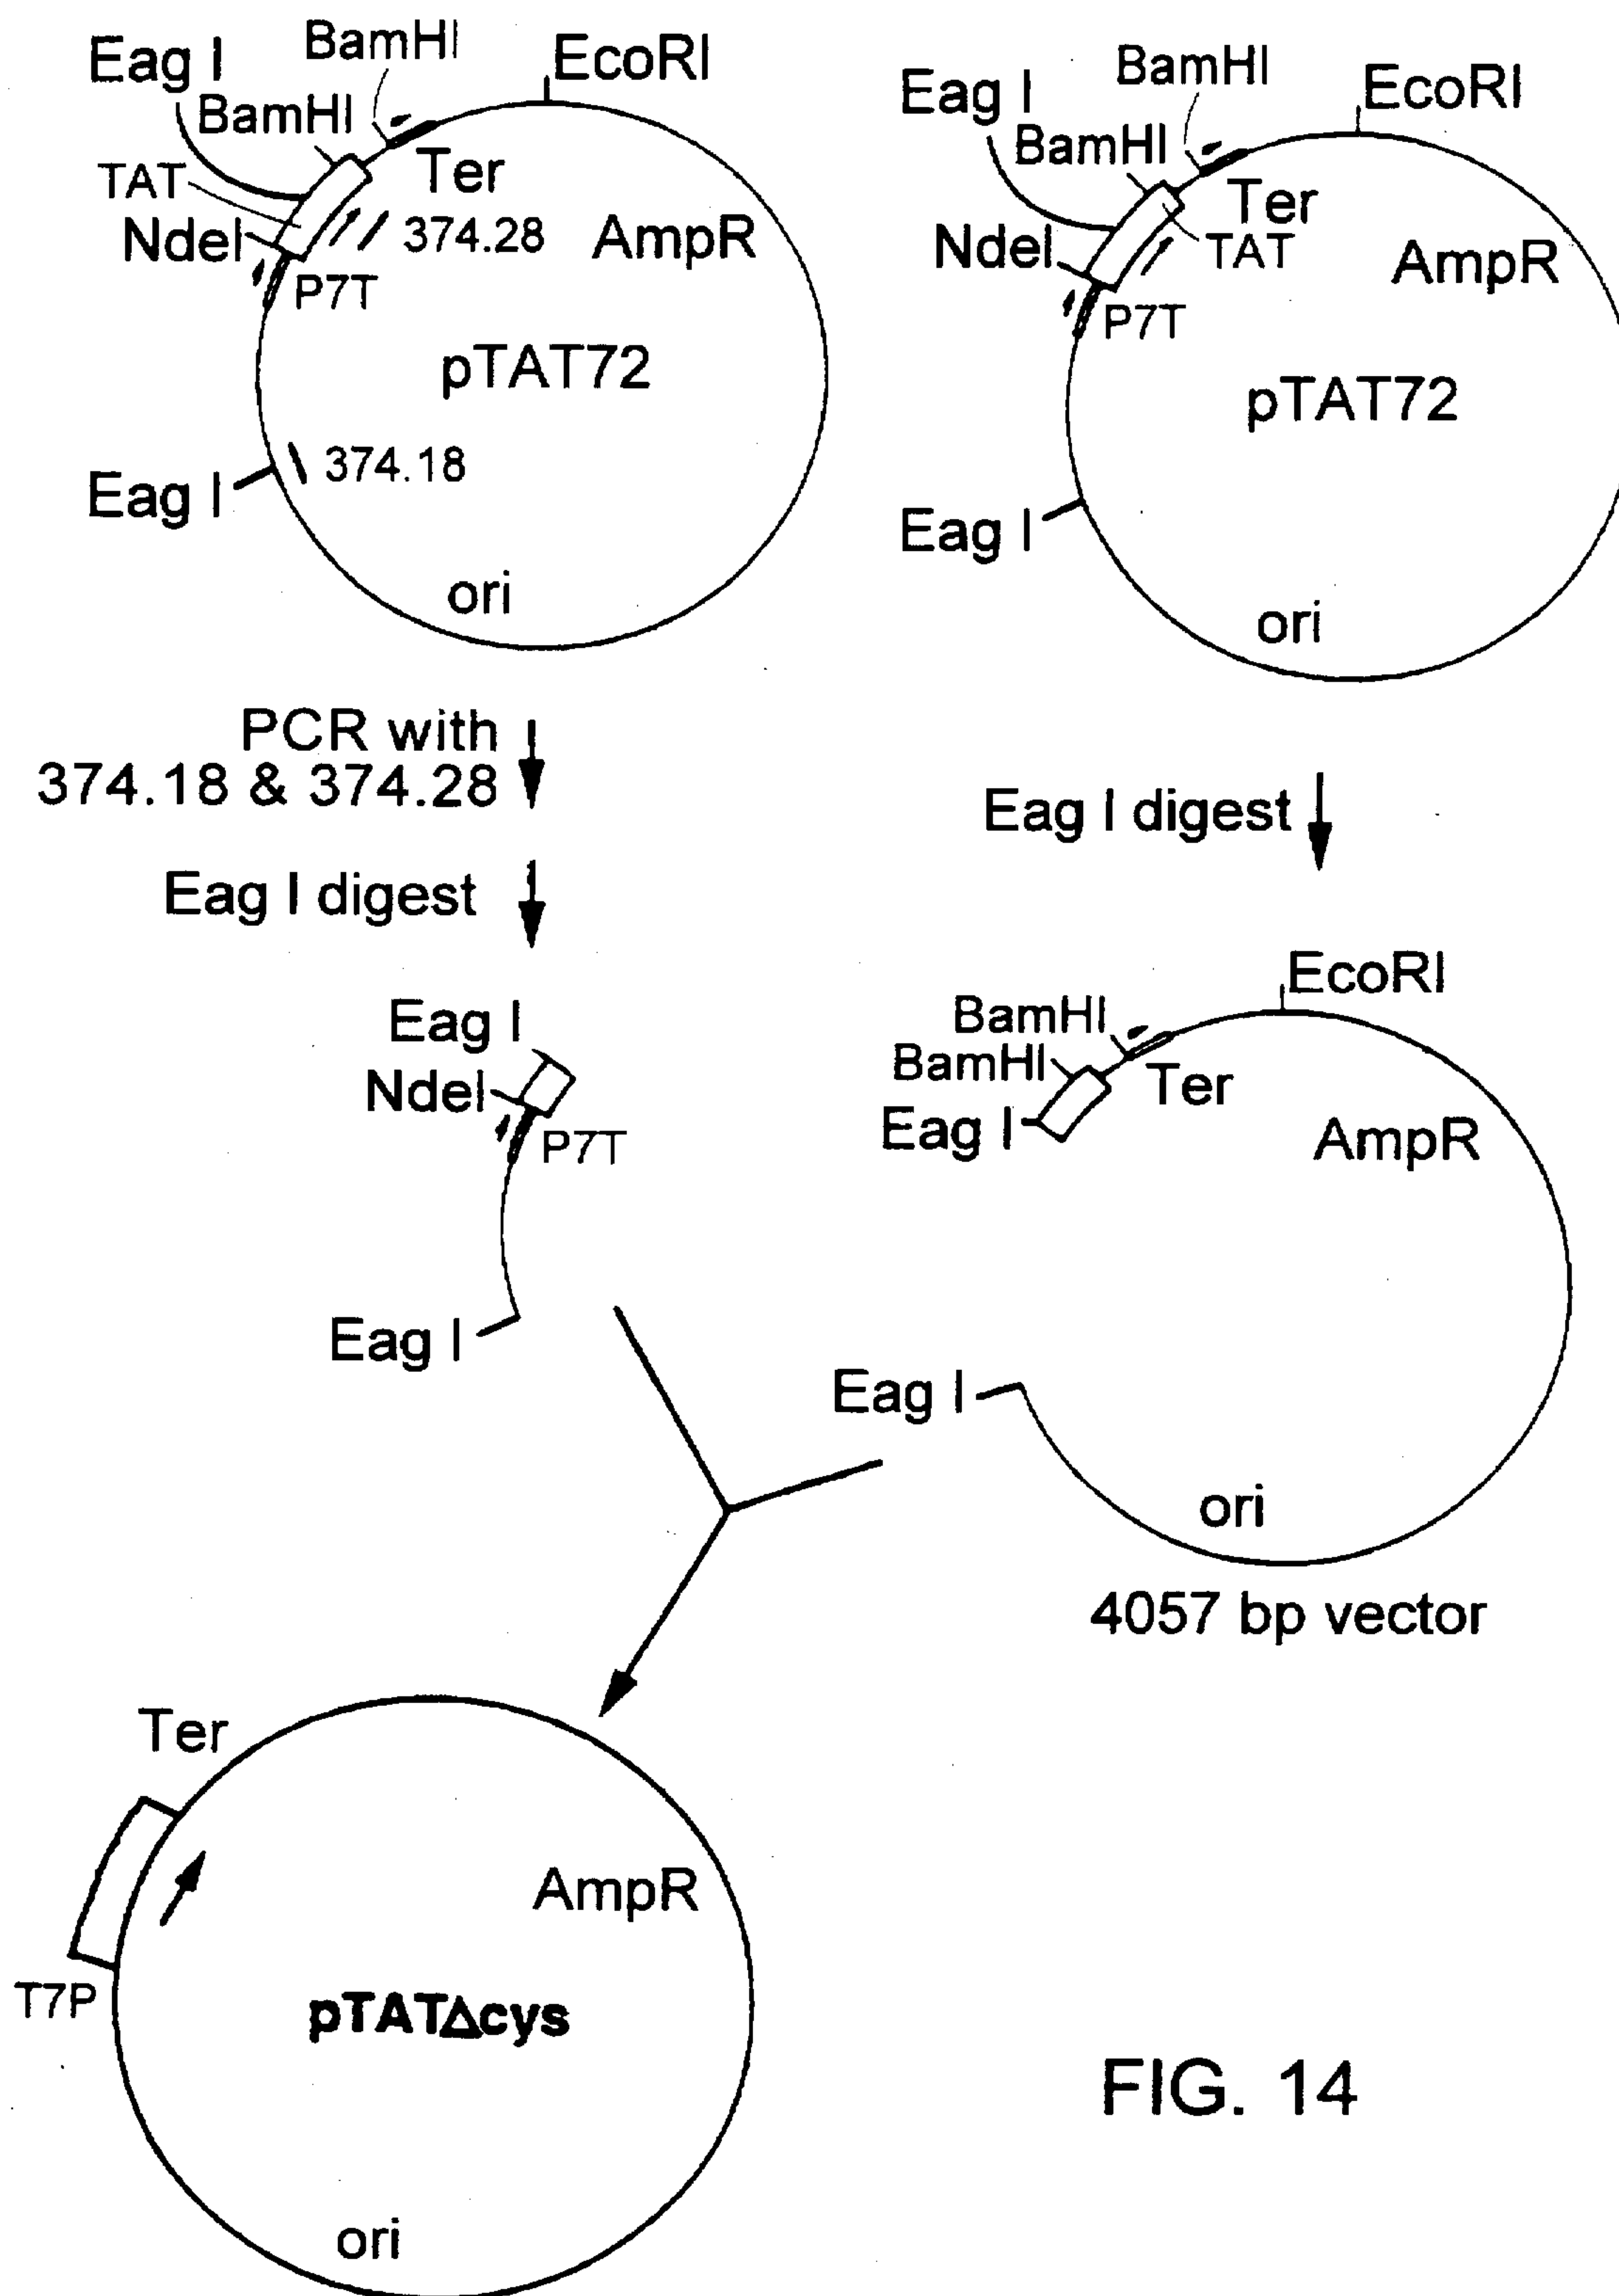 BamHI
Eag I
EcoRI
BamHI
TAT
Ter
NdeI
374.28
AmpR
P7T
pTAT72
374.18
Eag I
ori
BamHI
Eag I
EcoRI
BamHI
Ter
NdeI
TAT
AmpR
P7T
pTAT72
Eag I
ori
PCR with
374.18 & 374.28
Eag I digest
Eag I digest
Eag I
NdeI
P7T
Eag I
EcoRI
BamHI
BamHI
Ter
Eag I
AmpR
Eag I
ori
4057 bp vector
Ter
AmpR
T7P
pTATΔcys
ori
FIG. 14